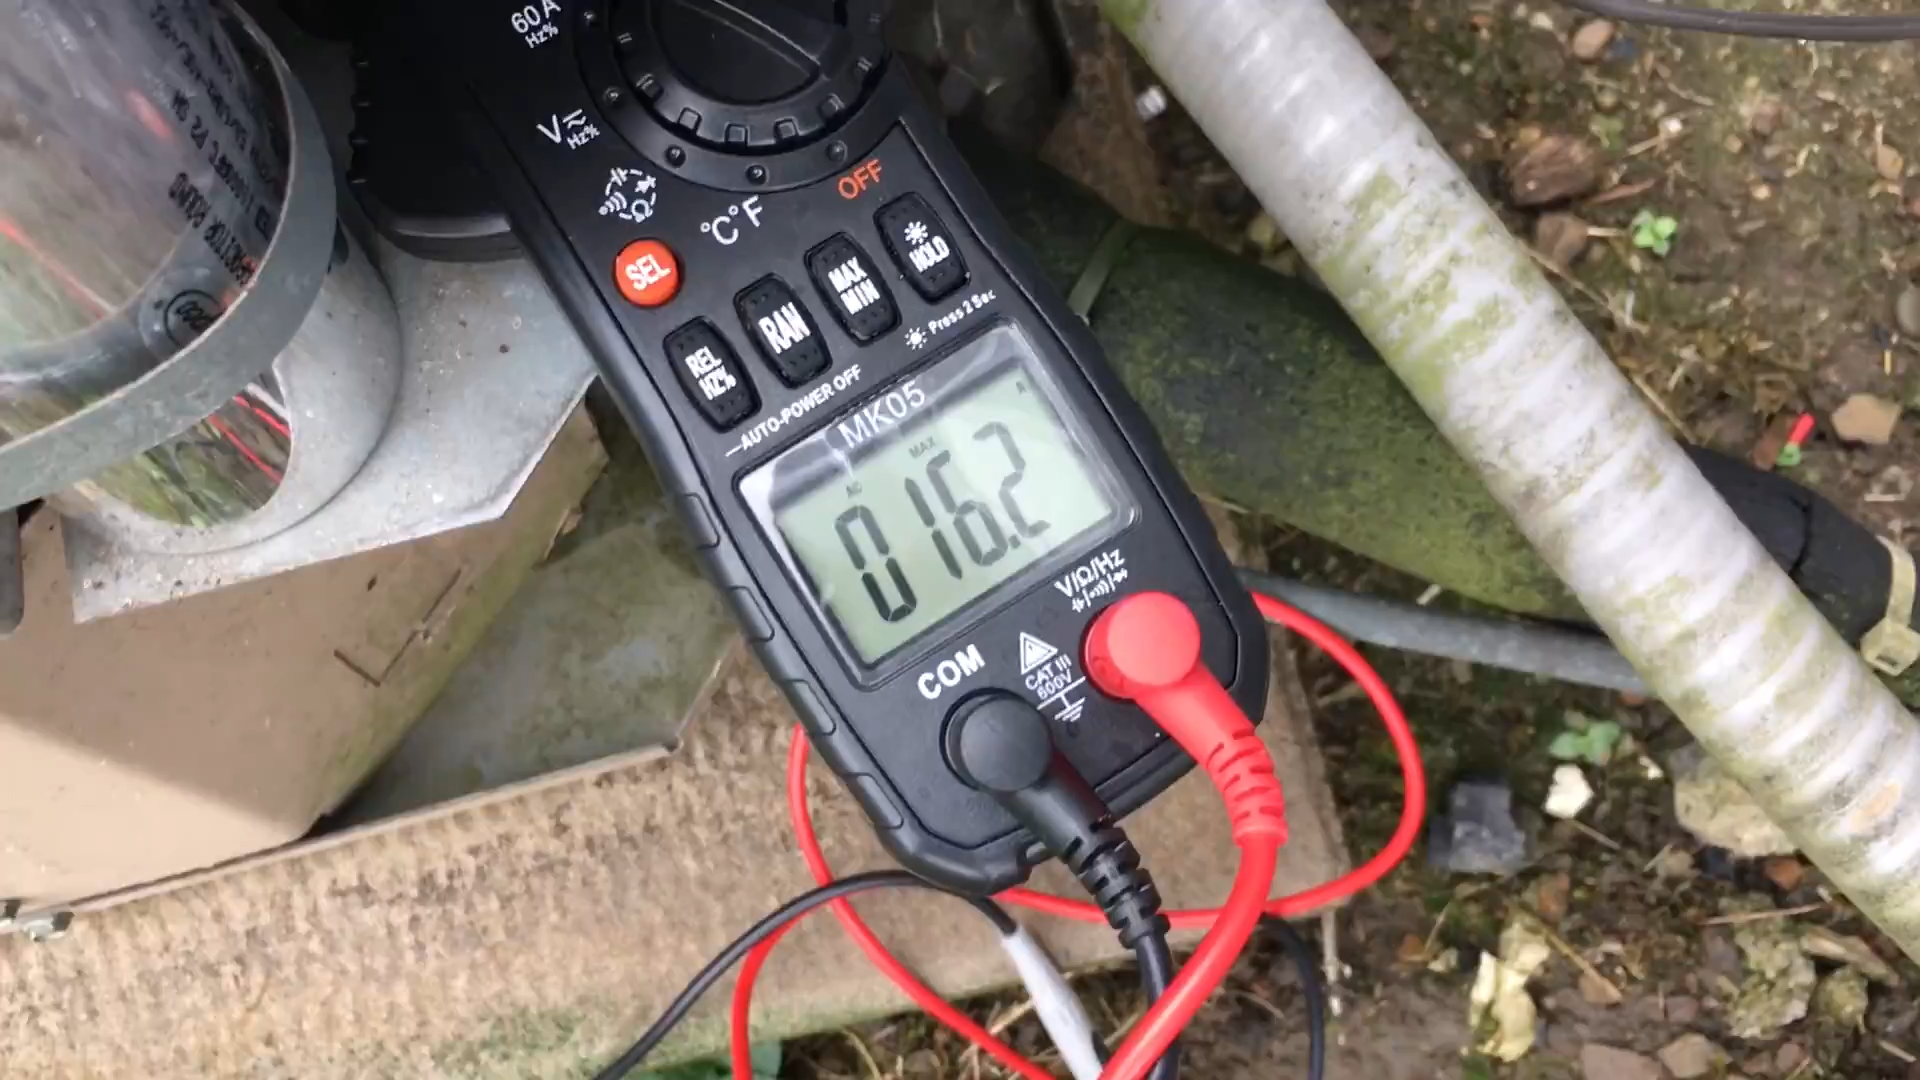 60A
Hz%
V
Hz%
Ω
°C°F
OFF
SEL
REL
HZ%
RAN
MAX
MIN
HOLD
Press 2 Sec
AUTO-POWER OFF
MK05
AC
MAX
A
016.2
V/Ω/Hz
COM
CAT III
600V